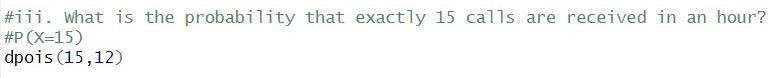 #iii. What is the probability that exactly 15 calls are received in an hour?
#P(X=15)
dpois(15,12)